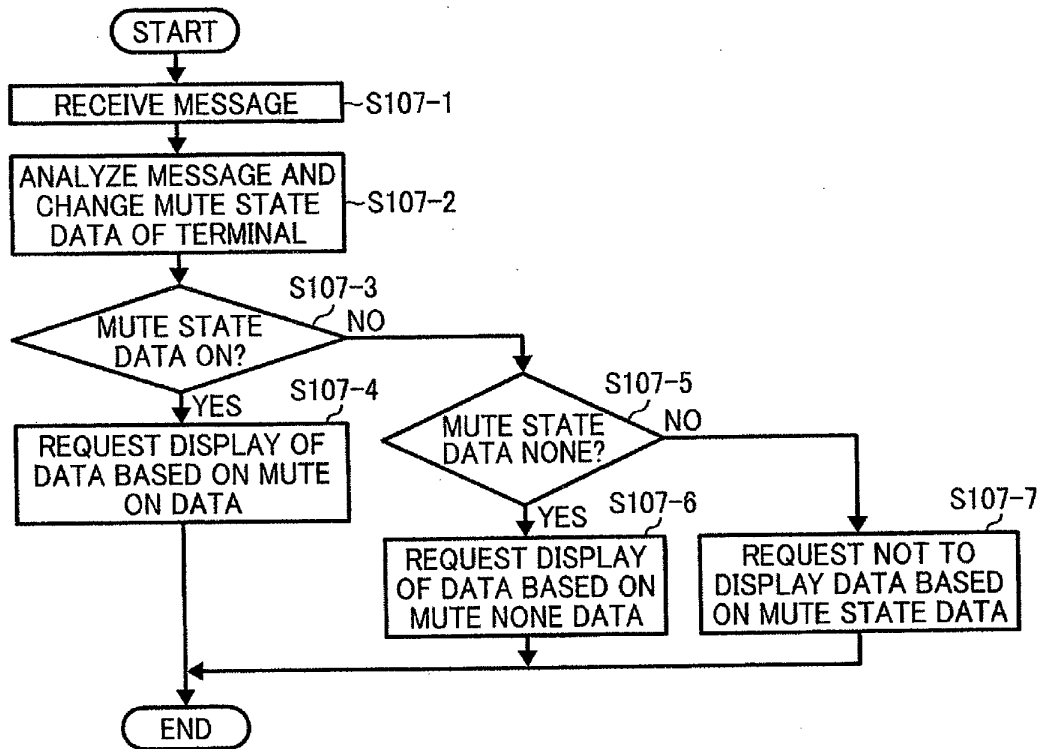 START
RECEIVE MESSAGE
S107-1
ANALYZE MESSAGE AND
CHANGE MUTE STATE
DATA OF TERMINAL
S107-2
S107-3
MUTE STATE
DATA ON?
NO
YES
S107-4
REQUEST DISPLAY OF
DATA BASED ON MUTE
ON DATA
S107-5
MUTE STATE
DATA NONE?
NO
YES
S107-6
REQUEST DISPLAY
OF DATA BASED ON
MUTE NONE DATA
S107-7
REQUEST NOT TO
DISPLAY DATA BASED
ON MUTE STATE DATA
END